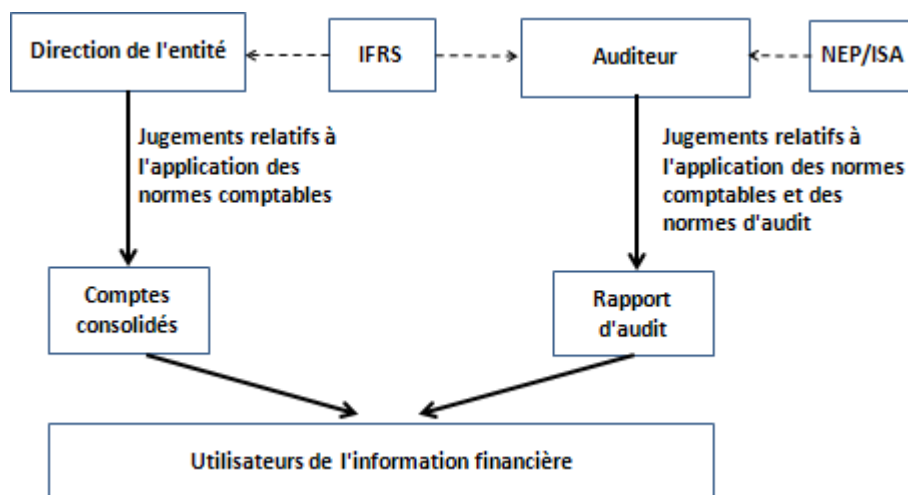 Direction de l'entité
IFRS
Auditeur
NEP/ISA
Jugements relatifs à
l'application des
normes comptables
Jugements relatifs à
l'application des normes
comptables et des
normes d'audit
Comptes
consolidés
Rapport
d'audit
Utilisateurs de l'information financière